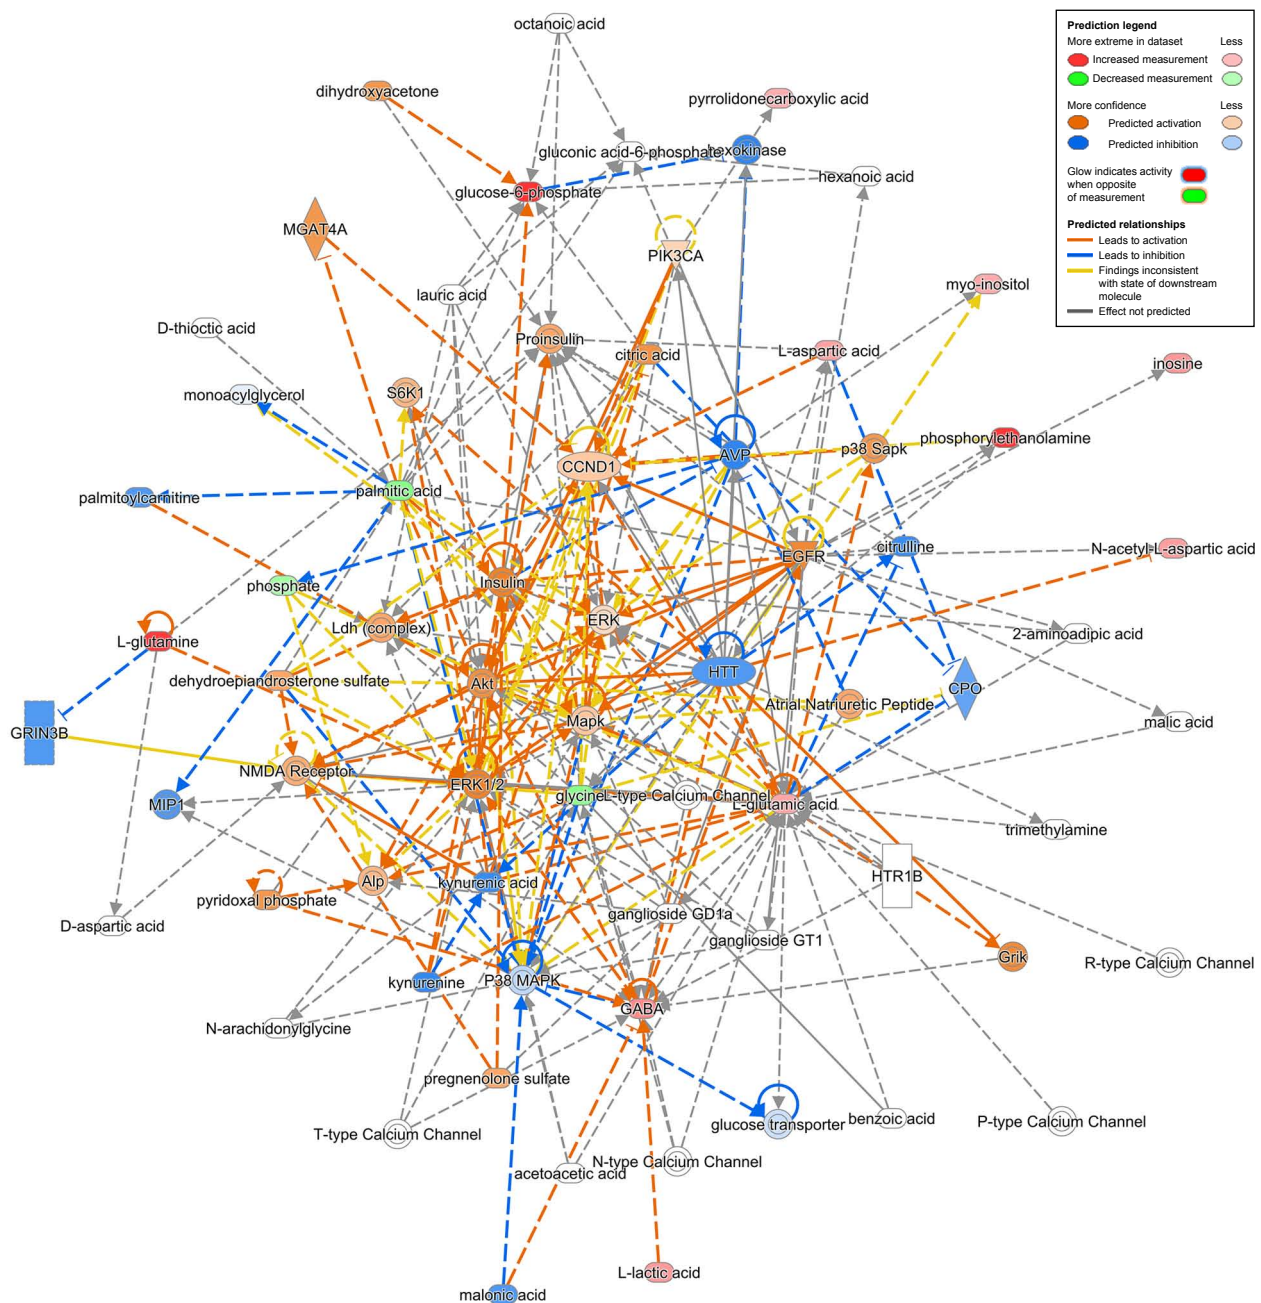 octanoic acid
Prediction legend
More extreme in dataset Less
Increased measurement
Decreased measurement
More confidence Less
Predicted activation
Predicted inhibition
Glow indicates activity
when opposite
of measurement
Predicted relationships
Leads to activation
Leads to inhibition
Findings inconsistent
with state of downstream
molecule
Effect not predicted
dihydroxyacetone
pyrrolidonecarboxylic acid
gluconic acid-6-phosphate
hexokinase
hexanoic acid
glucose-6-phosphate
MGAT4A
PIK3CA
lauric acid
myo-inositol
D-thioctic acid
Proinsulin
citric acid
L-aspartic acid
inosine
monoacylglycerol
S6K1
phosphorylethanolamine
p38 Sapk
AVP
CCND1
palmitic acid
palmitoylcarnitine
EGFR
citrulline
N-acetyl-L-aspartic acid
phosphate
Insulin
ERK
Ldh (complex)
2-aminoadipic acid
L-glutamine
HTT
dehydroepiandrosterone sulfate
Akt
CPO
Atrial Natriuretic Peptide
Mapk
malic acid
GRIN3B
NMDA Receptor
ERK1/2
glycine
L-type Calcium Channel
L-glutamic acid
MIP1
trimethylamine
HTR1B
Alp
kynurenic acid
pyridoxal phosphate
ganglioside GD1a
D-aspartic acid
ganglioside GT1
Grik
R-type Calcium Channel
kynurenine
P38 MAPK
GABA
N-arachidonylglycine
pregnenolone sulfate
glucose transporter
benzoic acid
P-type Calcium Channel
T-type Calcium Channel
N-type Calcium Channel
acetoacetic acid
L-lactic acid
malonic acid